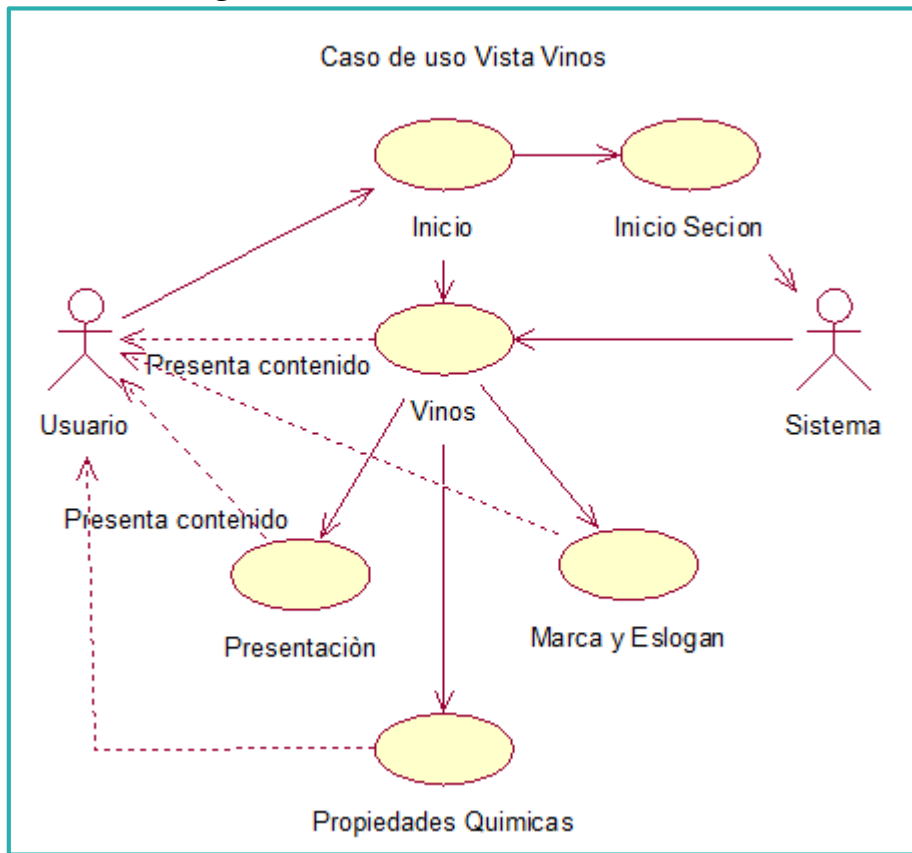 Caso de uso Vista Vinos
Inicio
Inicio Secion
Presenta contenido
Usuario
Vinos
Sistema
Presenta contenido
Presentaciòn
Marca y Eslogan
Propiedades Quimicas